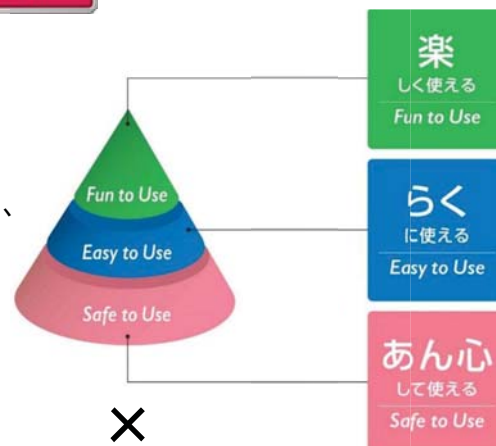 楽
しく使える
Fun to Use
Fun to Use
、
らく
に使える
Easy to Use
Easy to Use
あん心
して使える
Safe to Use
Safe to Use
×